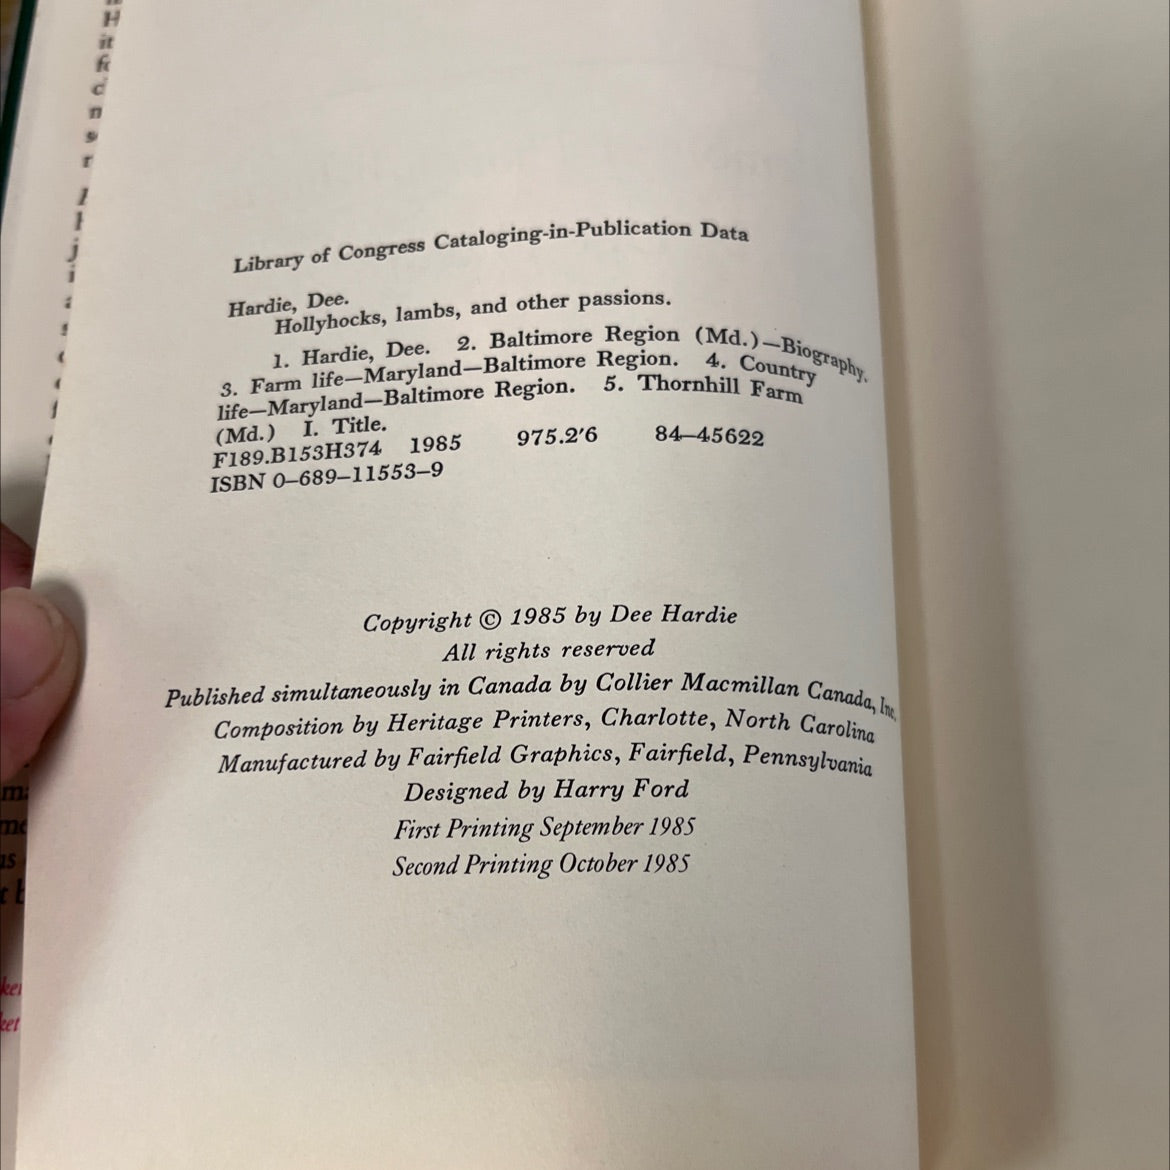 Library of Congress Cataloging-in-Publication Data
Hardie, Dee.
Hollyhocks, lambs, and other passions.
1. Hardie, Dee. 2. Baltimore Region (Md.)—Biography.
3. Farm life—Maryland—Baltimore Region. 4. Country
life—Maryland—Baltimore Region. 5. Thornhill Farm
(Md.) I. Title.
F189.B153H374 1985 975.2'6 84–45622
ISBN 0–689–11553–9
Copyright © 1985 by Dee Hardie
All rights reserved
Published simultaneously in Canada by Collier Macmillan Canada, Inc.
Composition by Heritage Printers, Charlotte, North Carolina
Manufactured by Fairfield Graphics, Fairfield, Pennsylvania
Designed by Harry Ford
First Printing September 1985
Second Printing October 1985